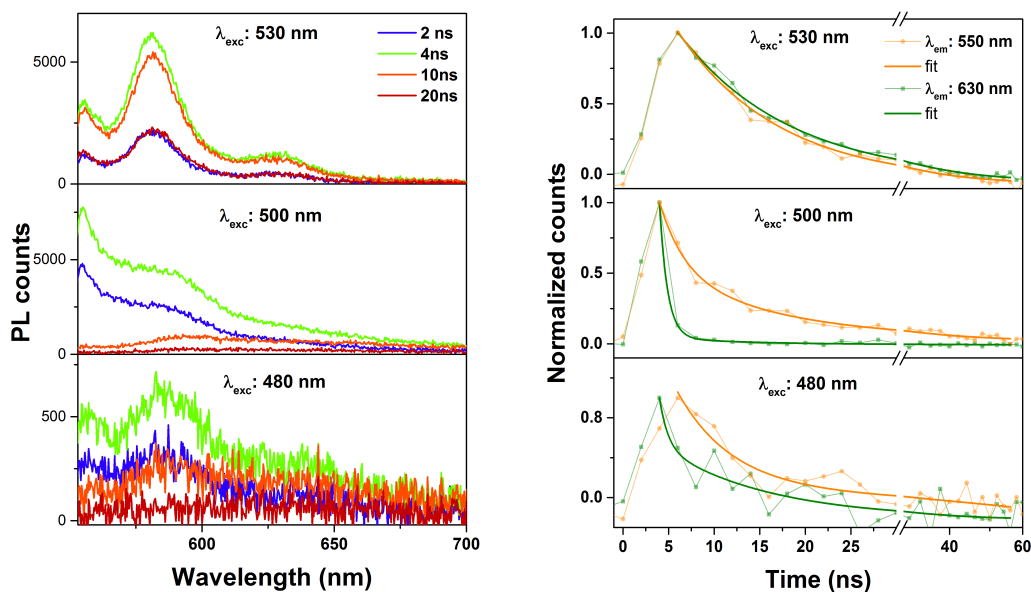 λexc: 530 nm
2 ns
4ns
10ns
20ns
5000
0
λexc: 500 nm
5000
0
λexc: 480 nm
500
0
600
650
700
PL counts
Wavelength (nm)
λexc: 530 nm
λem: 550 nm
fit
λem: 630 nm
fit
1.0
0.5
0.0
λexc: 500 nm
1.0
0.5
0.0
λexc: 480 nm
0.8
0.0
0
5
10
15
20
25
40
60
Normalized counts
Time (ns)